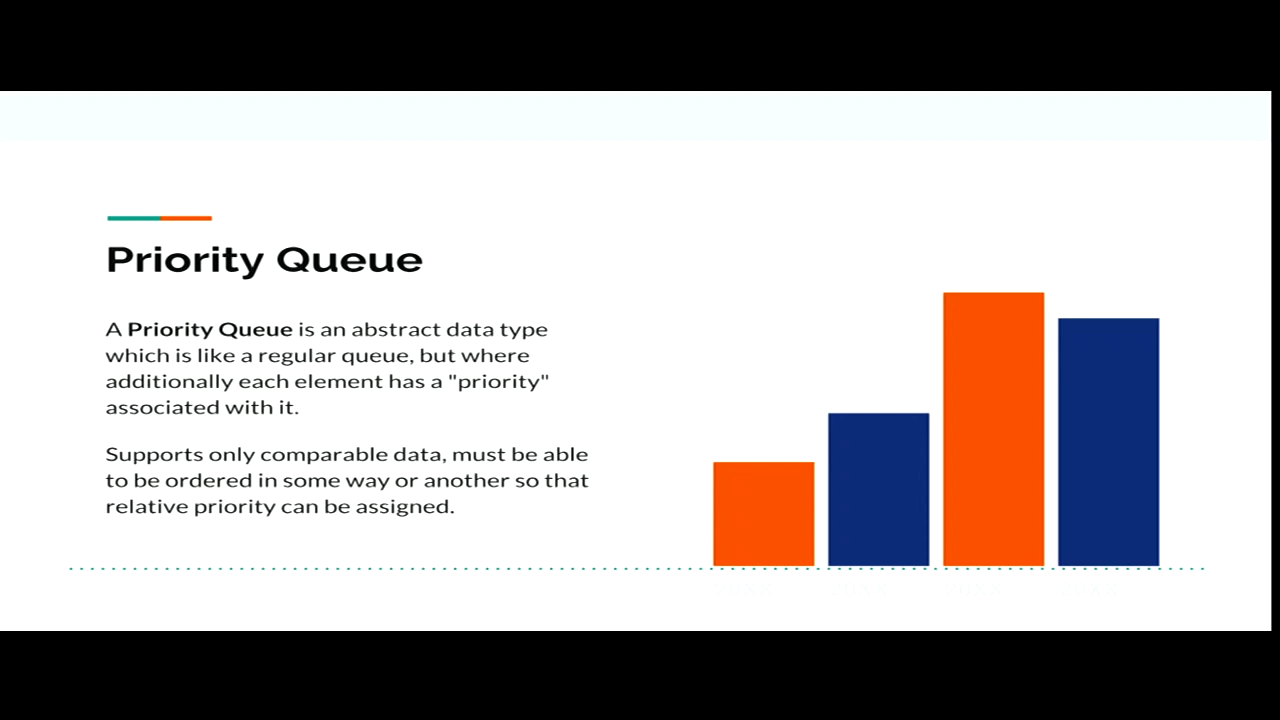 Priority Queue
A Priority Queue is an abstract data type
which is like a regular queue, but where
additionally each element has a "priority"
associated with it.
Supports only comparable data, must be able
to be ordered in some way or another so that
relative priority can be assigned.